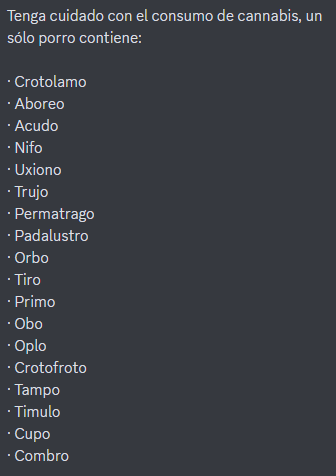 Tenga cuidado con el consumo de cannabis, un
sólo porro contiene:
· Crotolamo
· Aboreo
· Acudo
· Nifo
· Uxiono
· Trujo
· Permatrago
· Padalustro
· Orbo
· Tiro
· Primo
· Obo
· Oplo
· Crotofroto
· Tampo
· Timulo
· Cupo
· Combro